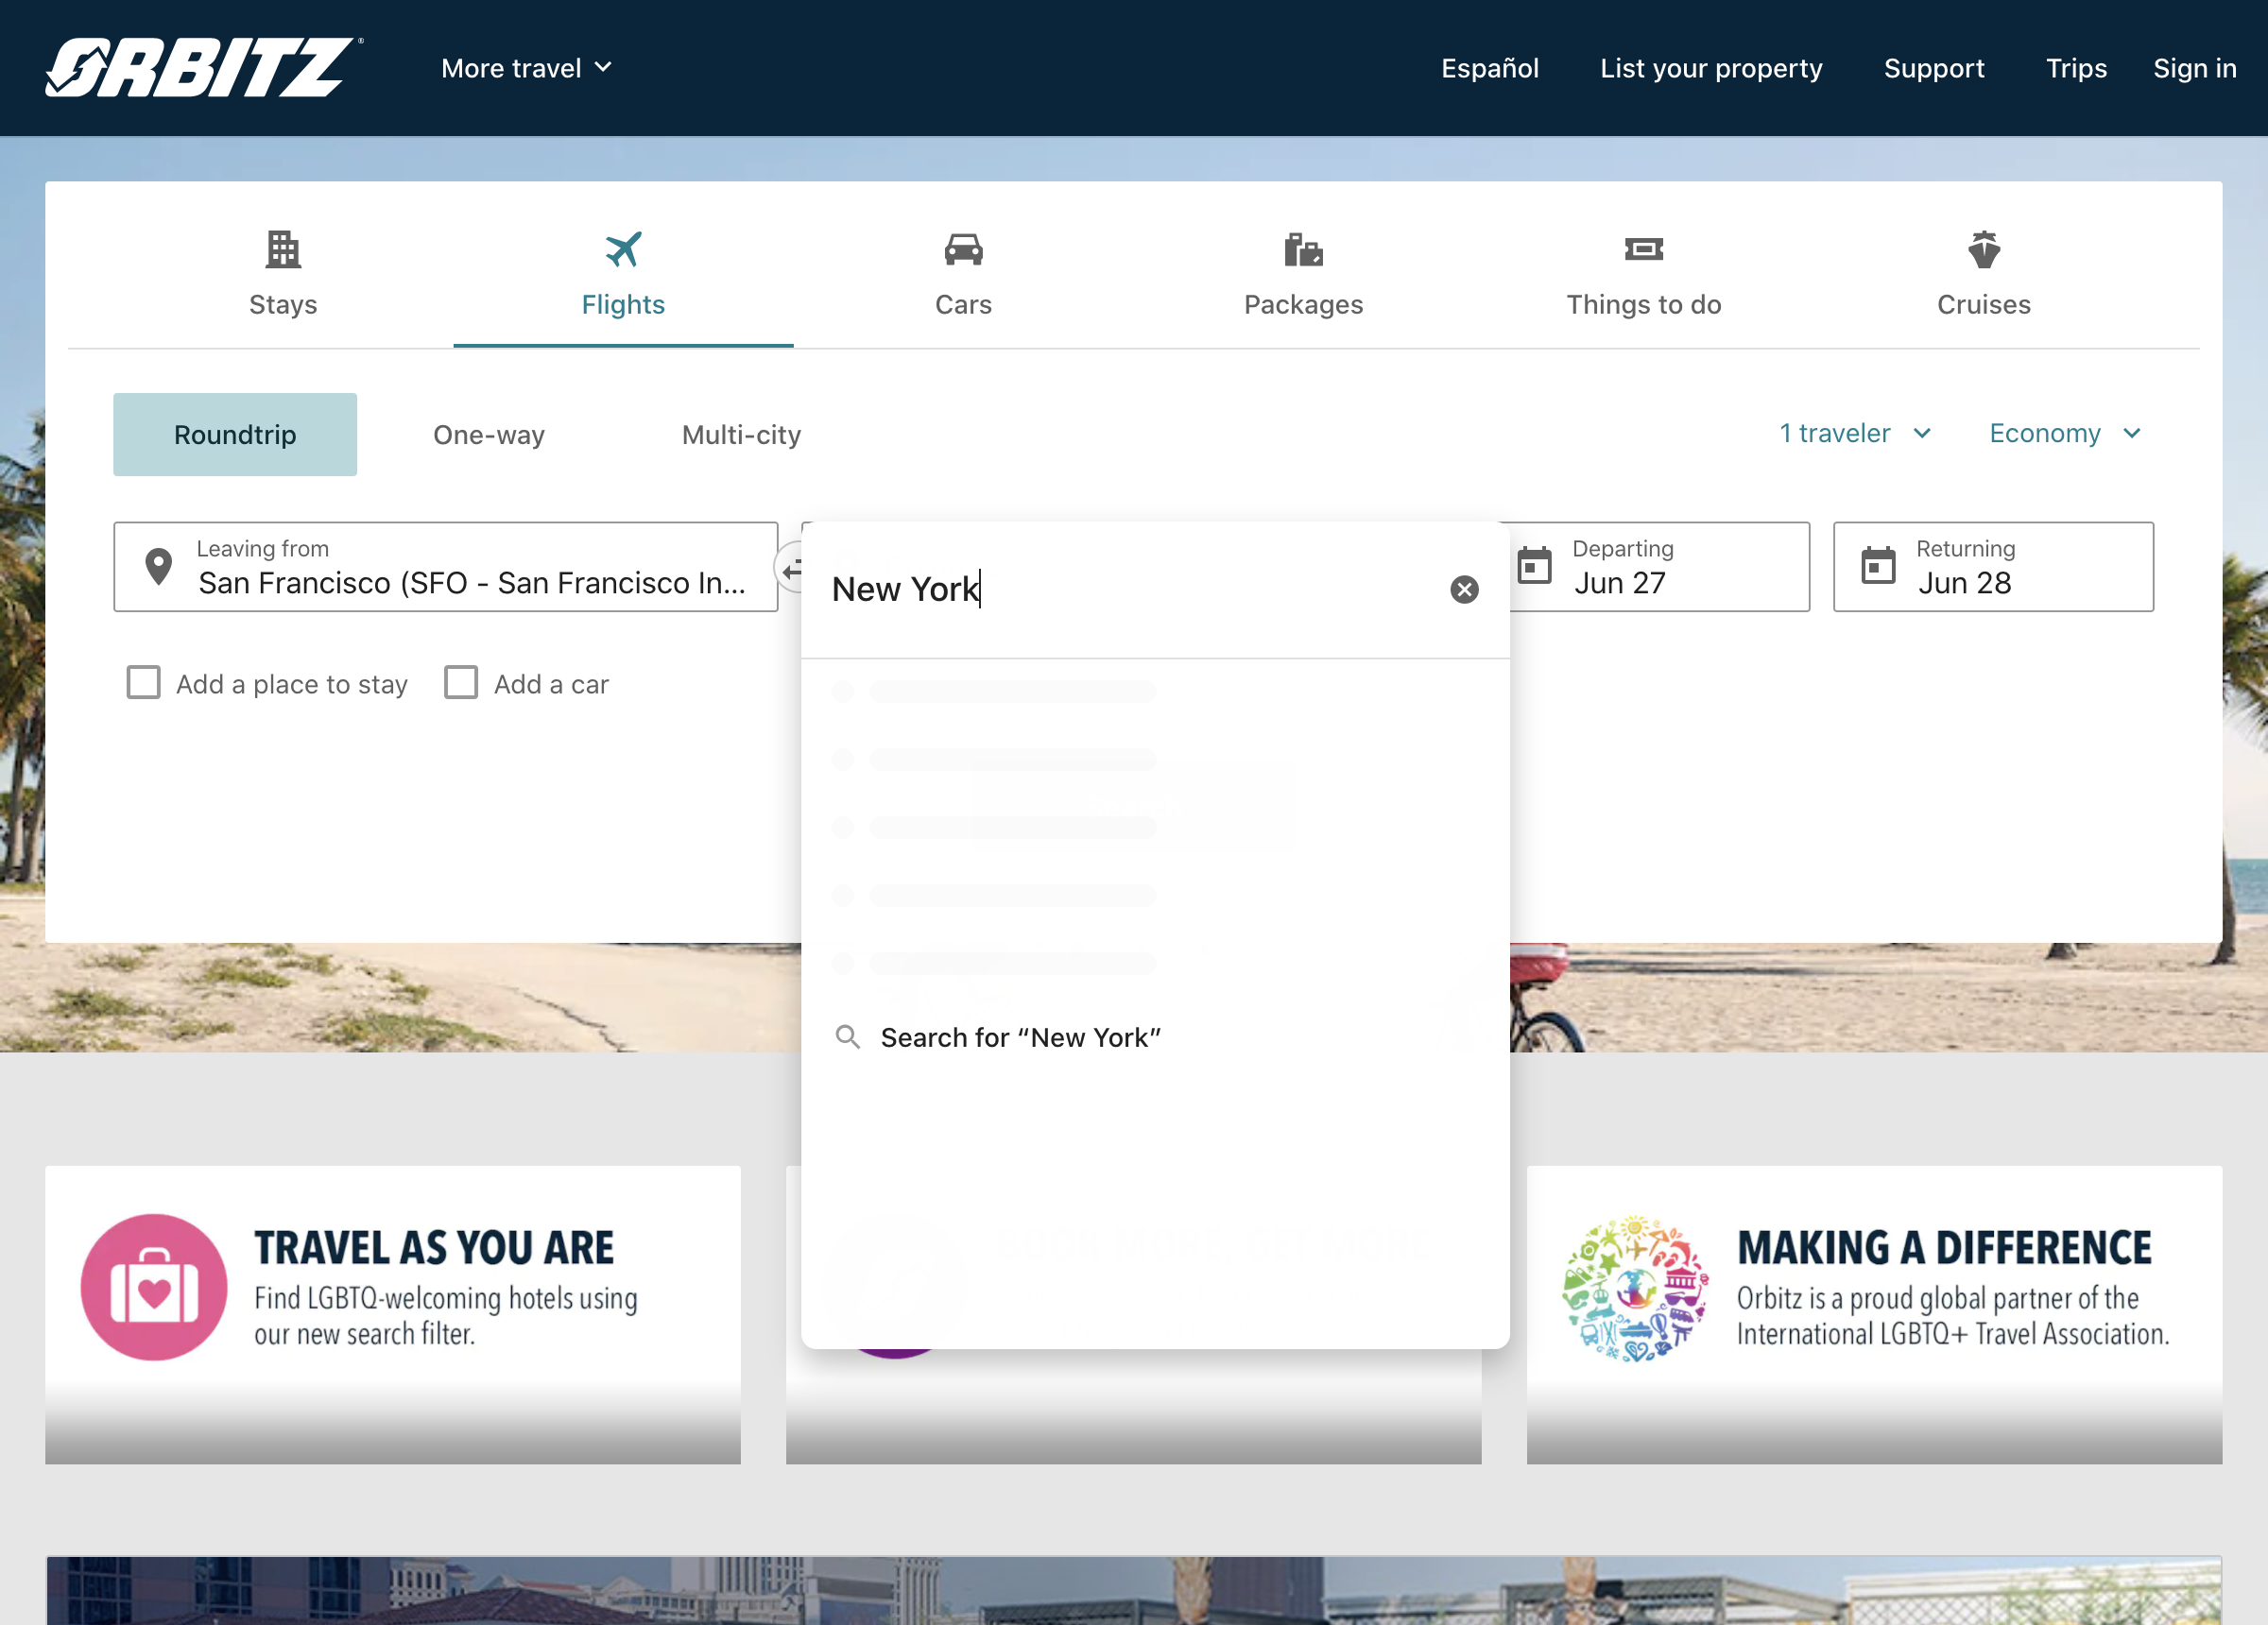 ORBITZ
More travel
Español
List your property
Support
Trips
Sign in
Stays
Flights
Cars
Packages
Things to do
Cruises
Roundtrip
One-way
Multi-city
1 traveler
Economy
Leaving from
San Francisco (SFO - San Francisco In...
New York
Departing
Jun 27
Returning
Jun 28
Add a place to stay
Add a car
Search for “New York”
TRAVEL AS YOU ARE
Find LGBTQ-welcoming hotels using
our new search filter.
MAKING A DIFFERENCE
Orbitz is a proud global partner of the
International LGBTQ+ Travel Association.